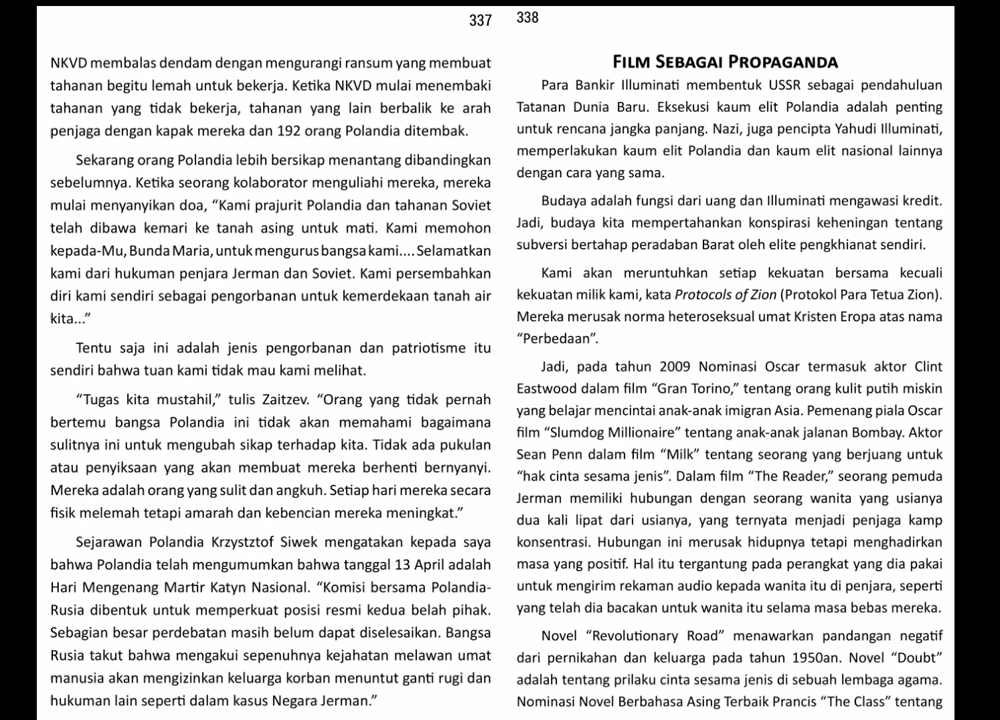 337
NKVD membalas dendam dengan mengurangi ransum yang membuat
tahanan begitu lemah untuk bekerja. Ketika NKVD mulai menembaki
tahanan yang tidak bekerja, tahanan yang lain berbalik ke arah
penjaga dengan kapak mereka dan 192 orang Polandia ditembak.
Sekarang orang Polandia lebih bersikap menantang dibandingkan
sebelumnya. Ketika seorang kolaborator menguliahi mereka, mereka
mulai menyanyikan doa, “Kami prajurit Polandia dan tahanan Soviet
telah dibawa kemari ke tanah asing untuk mati. Kami memohon
kepada-Mu, Bunda Maria, untuk mengurus bangsa kami.... Selamatkan
kami dari hukuman penjara Jerman dan Soviet. Kami persembahkan
diri kami sendiri sebagai pengorbanan untuk kemerdekaan tanah air
kita...”
Tentu saja ini adalah jenis pengorbanan dan patriotisme itu
sendiri bahwa tuan kami tidak mau kami melihat.
“Tugas kita mustahil,” tulis Zaitzev. “Orang yang tidak pernah
bertemu bangsa Polandia ini tidak akan memahami bagaimana
sulitnya ini untuk mengubah sikap terhadap kita. Tidak ada pukulan
atau penyiksaan yang akan membuat mereka berhenti bernyanyi.
Mereka adalah orang yang sulit dan angkuh. Setiap hari mereka secara
fisik melemah tetapi amarah dan kebencian mereka meningkat.”
Sejarawan Polandia Krzystztof Siwek mengatakan kepada saya
bahwa Polandia telah mengumumkan bahwa tanggal 13 April adalah
Hari Mengenang Martir Katyn Nasional. “Komisi bersama Polandia-
Rusia dibentuk untuk memperkuat posisi resmi kedua belah pihak.
Sebagian besar perdebatan masih belum dapat diselesaikan. Bangsa
Rusia takut bahwa mengakui sepenuhnya kejahatan melawan umat
manusia akan mengizinkan keluarga korban menuntut ganti rugi dan
hukuman lain seperti dalam kasus Negara Jerman.”
338
FILM SEBAGAI PROPAGANDA
Para Bankir Illuminati membentuk USSR sebagai pendahuluan
Tatanan Dunia Baru. Eksekusi kaum elit Polandia adalah penting
untuk rencana jangka panjang. Nazi, juga pencipta Yahudi Illuminati,
memperlakukan kaum elit Polandia dan kaum elit nasional lainnya
dengan cara yang sama.
Budaya adalah fungsi dari uang dan Illuminati mengawasi kredit.
Jadi, budaya kita mempertahankan konspirasi keheningan tentang
subversi bertahap peradaban Barat oleh elite pengkhianat sendiri.
Kami akan meruntuhkan setiap kekuatan bersama kecuali
kekuatan milik kami, kata Protocols of Zion (Protokol Para Tetua Zion).
Mereka merusak norma heteroseksual umat Kristen Eropa atas nama
“Perbedaan”.
Jadi, pada tahun 2009 Nominasi Oscar termasuk aktor Clint
Eastwood dalam film “Gran Torino,” tentang orang kulit putih miskin
yang belajar mencintai anak-anak imigran Asia. Pemenang piala Oscar
film “Slumdog Millionaire” tentang anak-anak jalanan Bombay. Aktor
Sean Penn dalam film “Milk” tentang seorang yang berjuang untuk
“hak cinta sesama jenis”. Dalam film “The Reader,” seorang pemuda
Jerman memiliki hubungan dengan seorang wanita yang usianya
dua kali lipat dari usianya, yang ternyata menjadi penjaga kamp
konsentrasi. Hubungan ini merusak hidupnya tetapi menghadirkan
masa yang positif. Hal itu tergantung pada perangkat yang dia pakai
untuk mengirim rekaman audio kepada wanita itu di penjara, seperti
yang telah dia bacakan untuk wanita itu selama masa bebas mereka.
Novel “Revolutionary Road” menawarkan pandangan negatif
dari pernikahan dan keluarga pada tahun 1950an. Novel “Doubt”
adalah tentang prilaku cinta sesama jenis di sebuah lembaga agama.
Nominasi Novel Berbahasa Asing Terbaik Prancis “The Class” tentang